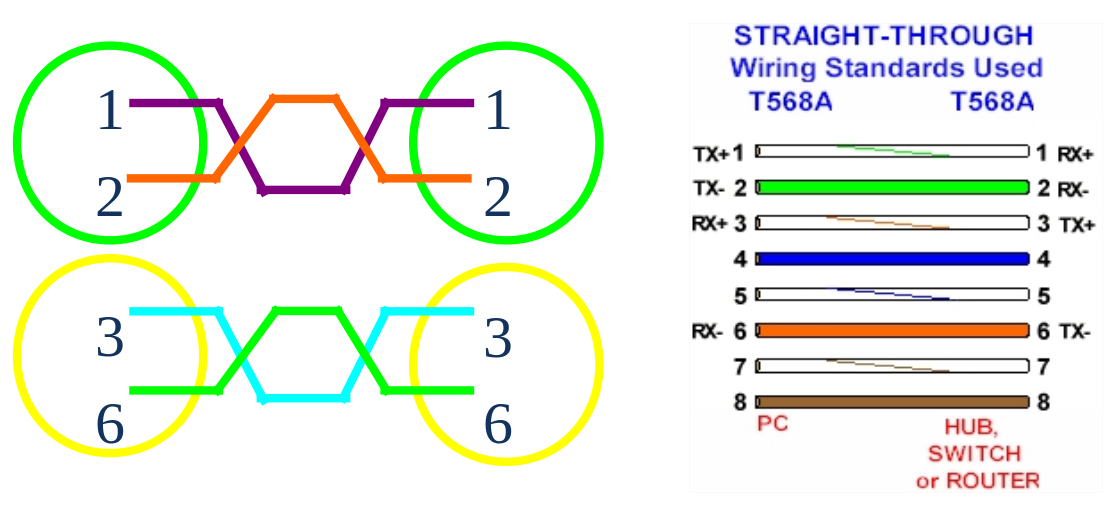 1 1
2 2
3 3
6 6
STRAIGHT-THROUGH
Wiring Standards Used
T568A T568A
TX+ 1 1 RX+
TX- 2 2 RX-
RX+ 3 3 TX+
4 4
5 5
RX- 6 6 TX-
7 7
8 8
PC HUB,
SWITCH
or ROUTER